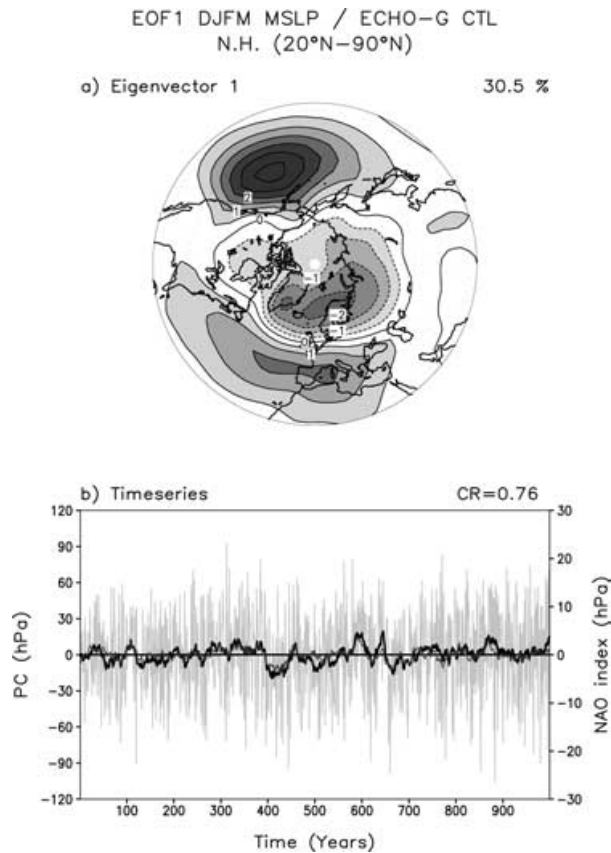 EOF1 DJFM MSLP / ECHO-G CTL
N.H. (20°N-90°N)
a) Eigenvector 1 30.5 %
2
1
0
-1
-2
-1
0
1
b) Timeseries CR=0.76
120 30
90
60 20
30 10
0 0
-30 -10
-60 -20
-90
-120 -30
PC (hPa)
NAO index (hPa)
100 200 300 400 500 600 700 800 900
Time (Years)